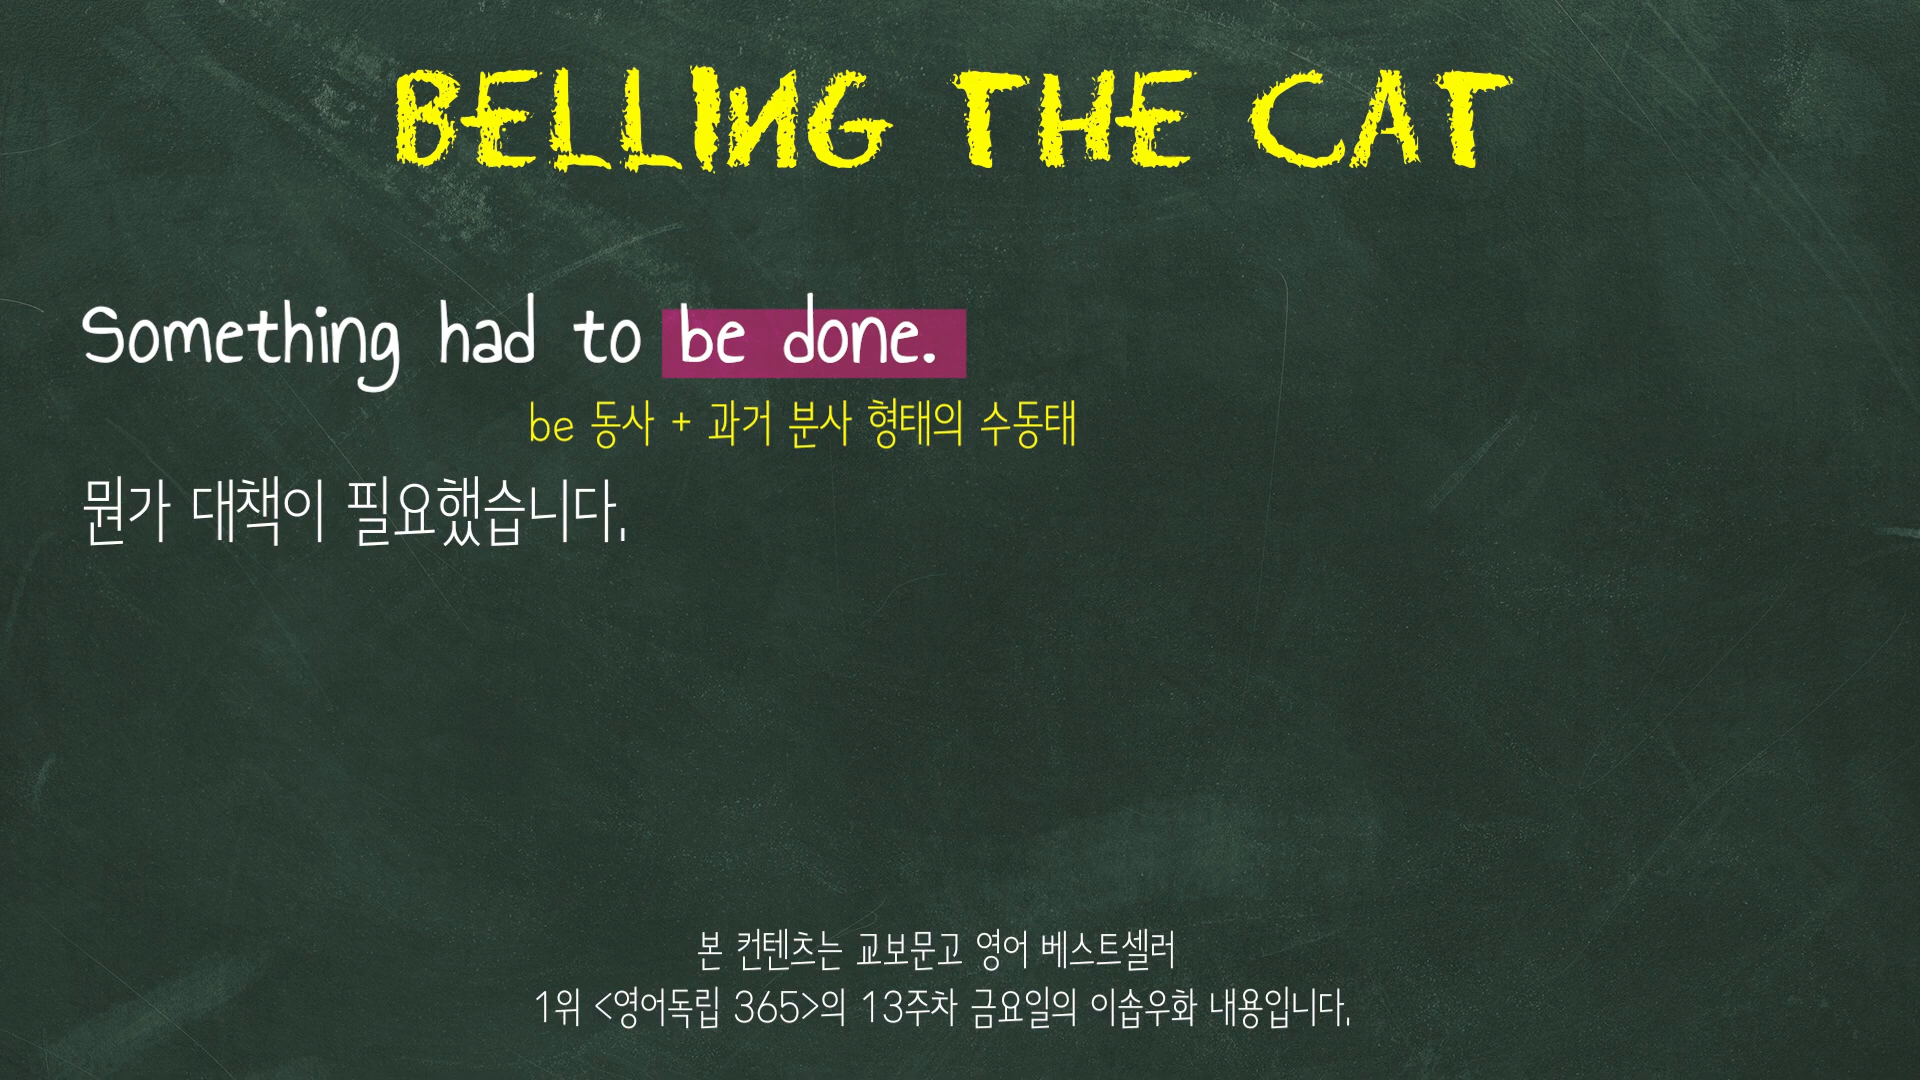 BELLING THE CAT
Something had to be done.
be 동사 + 과거 분사 형태의 수동태
뭔가 대책이 필요했습니다.
본 컨텐츠는 교보문고 영어 베스트셀러
1위 <영어독립 365>의 13주차 금요일의 이솝우화 내용입니다.